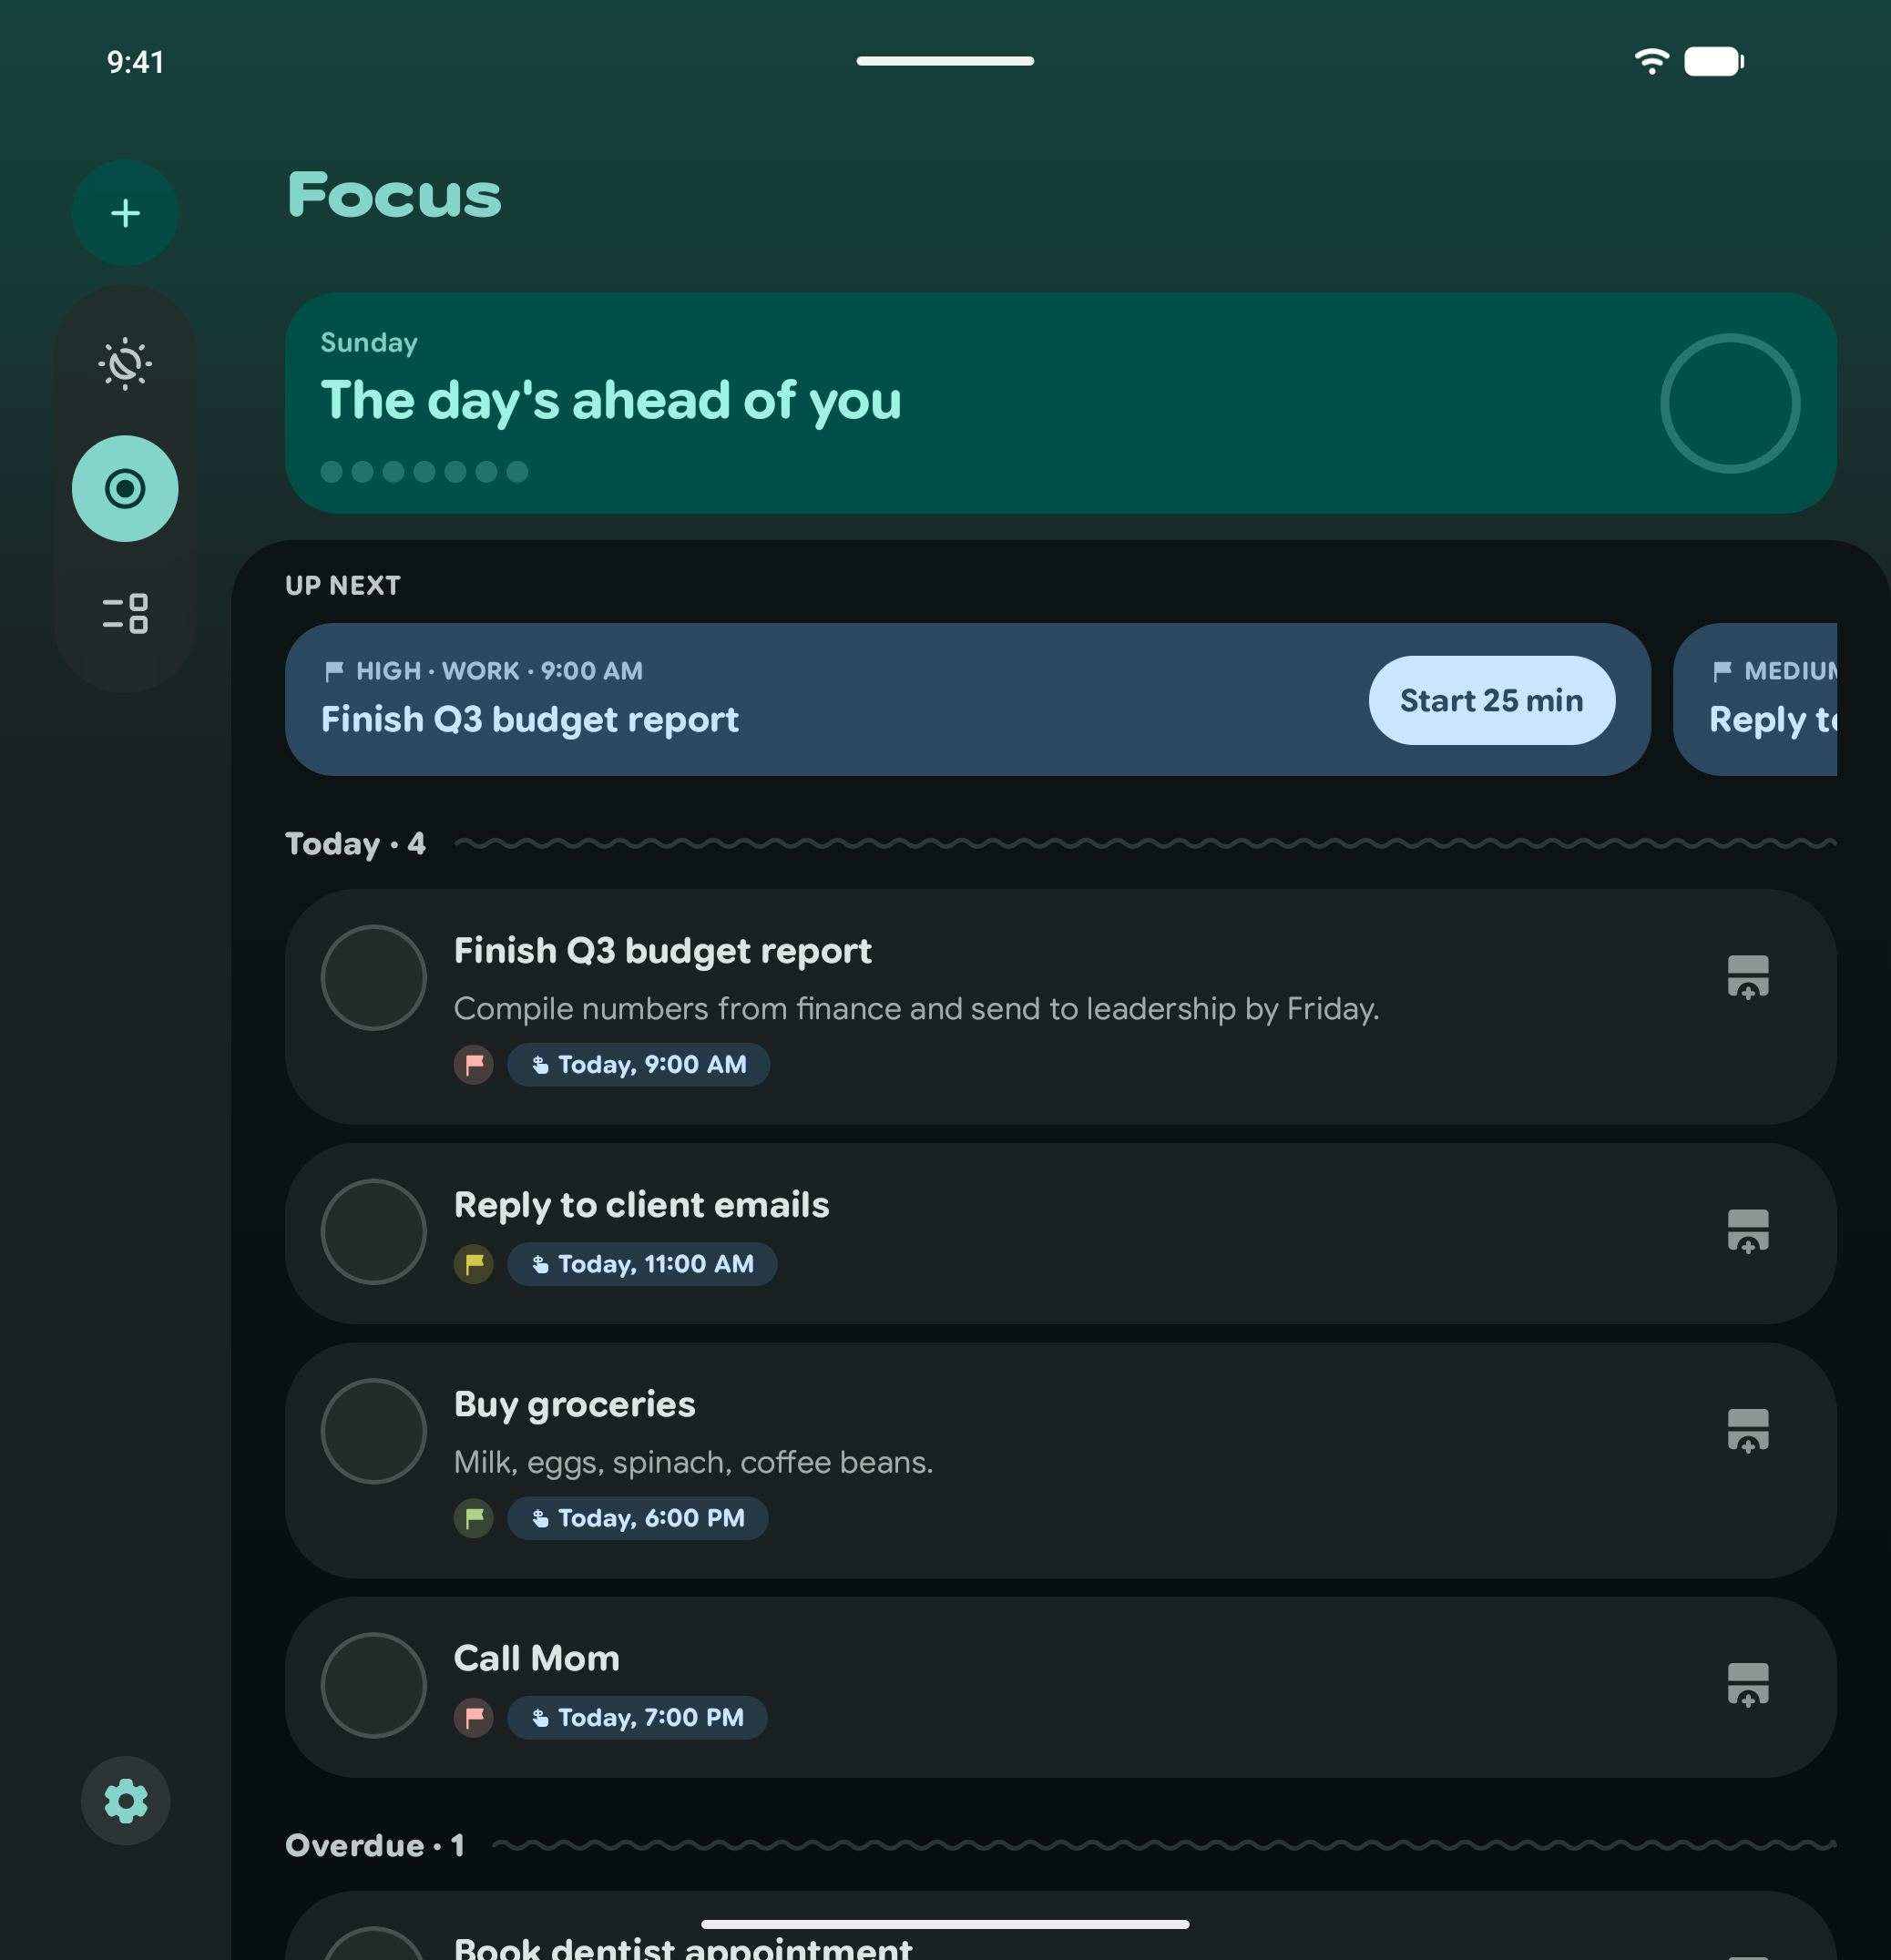 9:41
Focus
Sunday
The day's ahead of you
UP NEXT
HIGH · WORK · 9:00 AM
Finish Q3 budget report
Start 25 min
Reply
Today · 4
Finish Q3 budget report
Compile numbers from finance and send to leadership by Friday.
Today, 9:00 AM
Reply to client emails
Today, 11:00 AM
Buy groceries
Milk, eggs, spinach, coffee beans.
Today, 6:00 PM
Call Mom
Today, 7:00 PM
Overdue · 1
Book dentist appointment